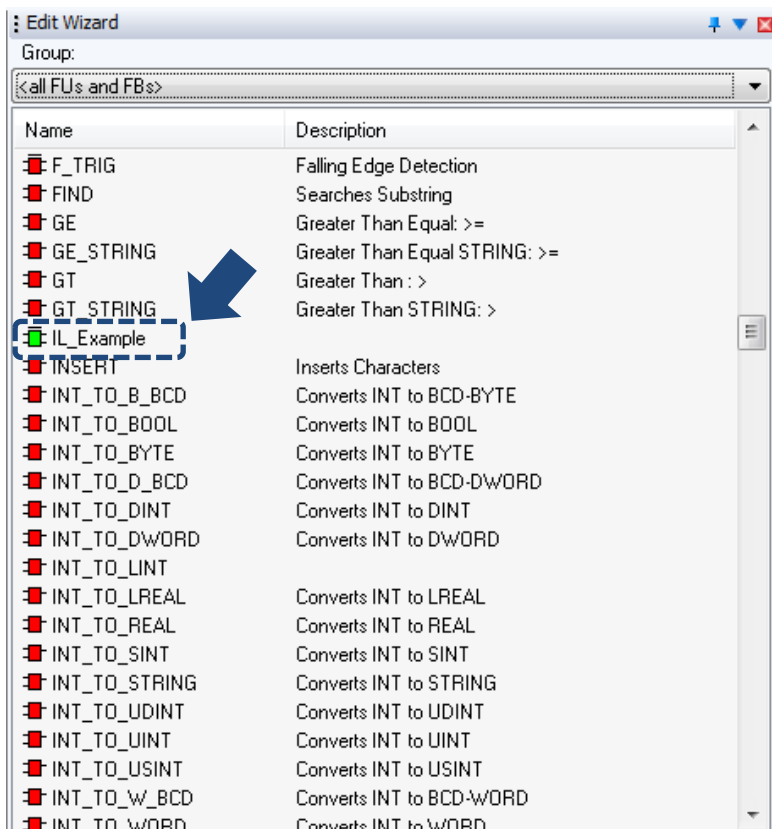 Edit Wizard
Group:
<all FUs and FBs>
Name Description
F_TRIG Falling Edge Detection
FIND Searches Substring
GE Greater Than Equal: >=
GE_STRING Greater Than Equal STRING: >=
GT Greater Than : >
GT_STRING Greater Than STRING: >
IL_Example
INSERT Inserts Characters
INT_TO_B_BCD Converts INT to BCD-BYTE
INT_TO_BOOL Converts INT to BOOL
INT_TO_BYTE Converts INT to BYTE
INT_TO_D_BCD Converts INT to BCD-DWORD
INT_TO_DINT Converts INT to DINT
INT_TO_DWORD Converts INT to DWORD
INT_TO_LINT
INT_TO_LREAL Converts INT to LREAL
INT_TO_REAL Converts INT to REAL
INT_TO_SINT Converts INT to SINT
INT_TO_STRING Converts INT to STRING
INT_TO_UDINT Converts INT to UDINT
INT_TO_UINT Converts INT to UINT
INT_TO_USINT Converts INT to USINT
INT_TO_W_BCD Converts INT to BCD-WORD
INT_TO_WORD Converts INT to WORD